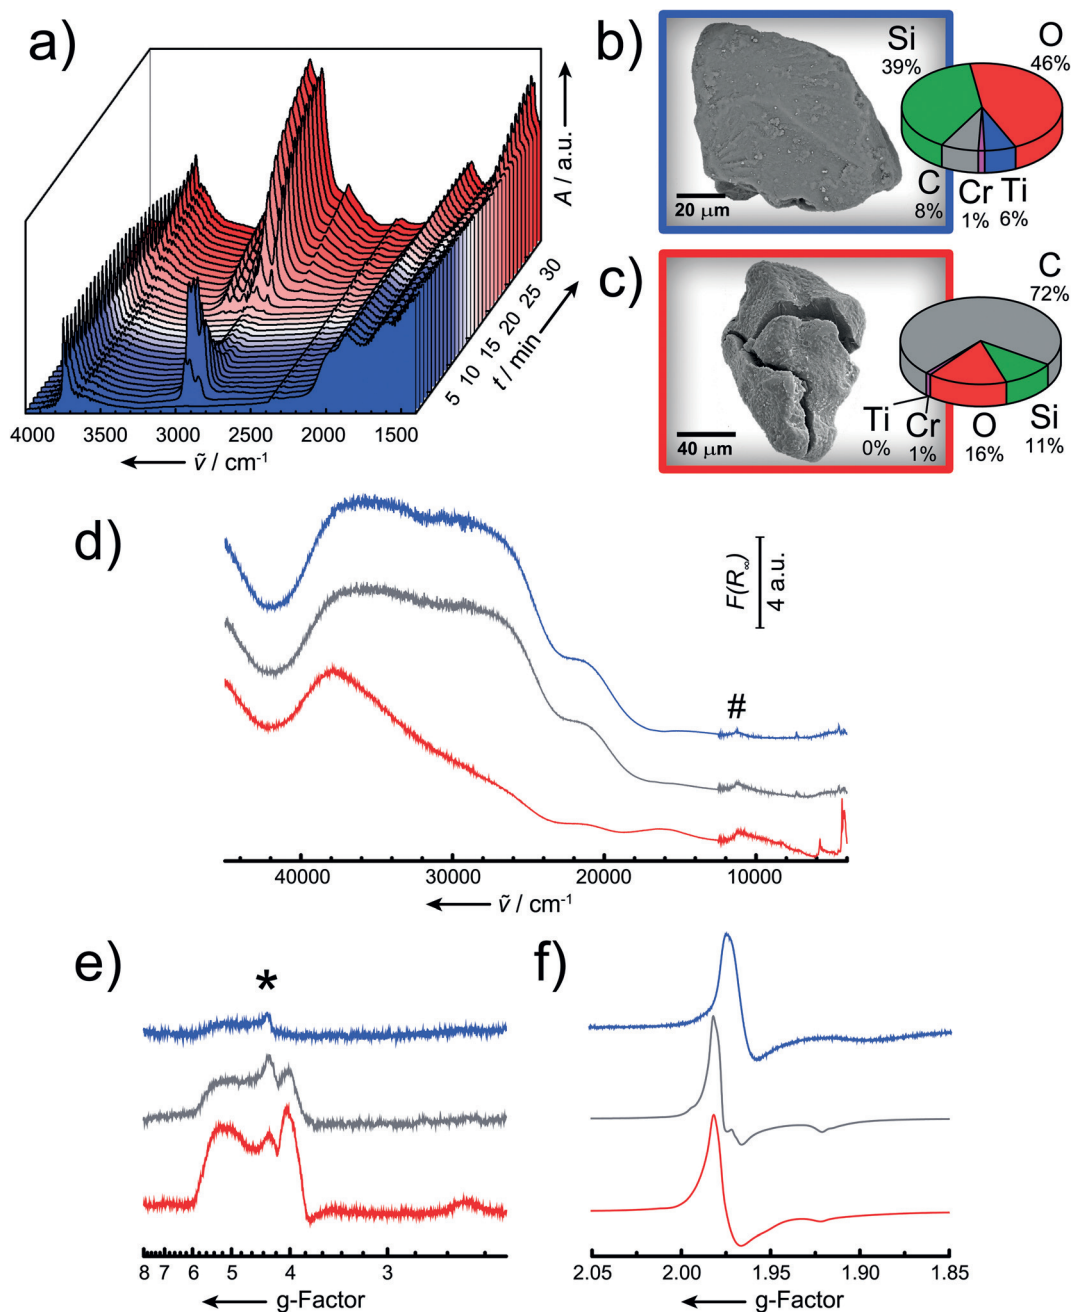 a)
A / a.u.
30
25
20
15
10
5
t / min
4000 3500 3000 2500 2000 1500
ṽ / cm⁻¹
b)
20 μm
Si
39%
O
46%
C
8%
Cr
1%
Ti
6%
c)
40 μm
C
72%
Ti
0%
Cr
1%
O
16%
Si
11%
d)
F(R∞)
4 a.u.
#
40000 30000 20000 10000
ṽ / cm⁻¹
e)
*
8 7 6 5 4 3
g-Factor
f)
2.05 2.00 1.95 1.90 1.85
g-Factor